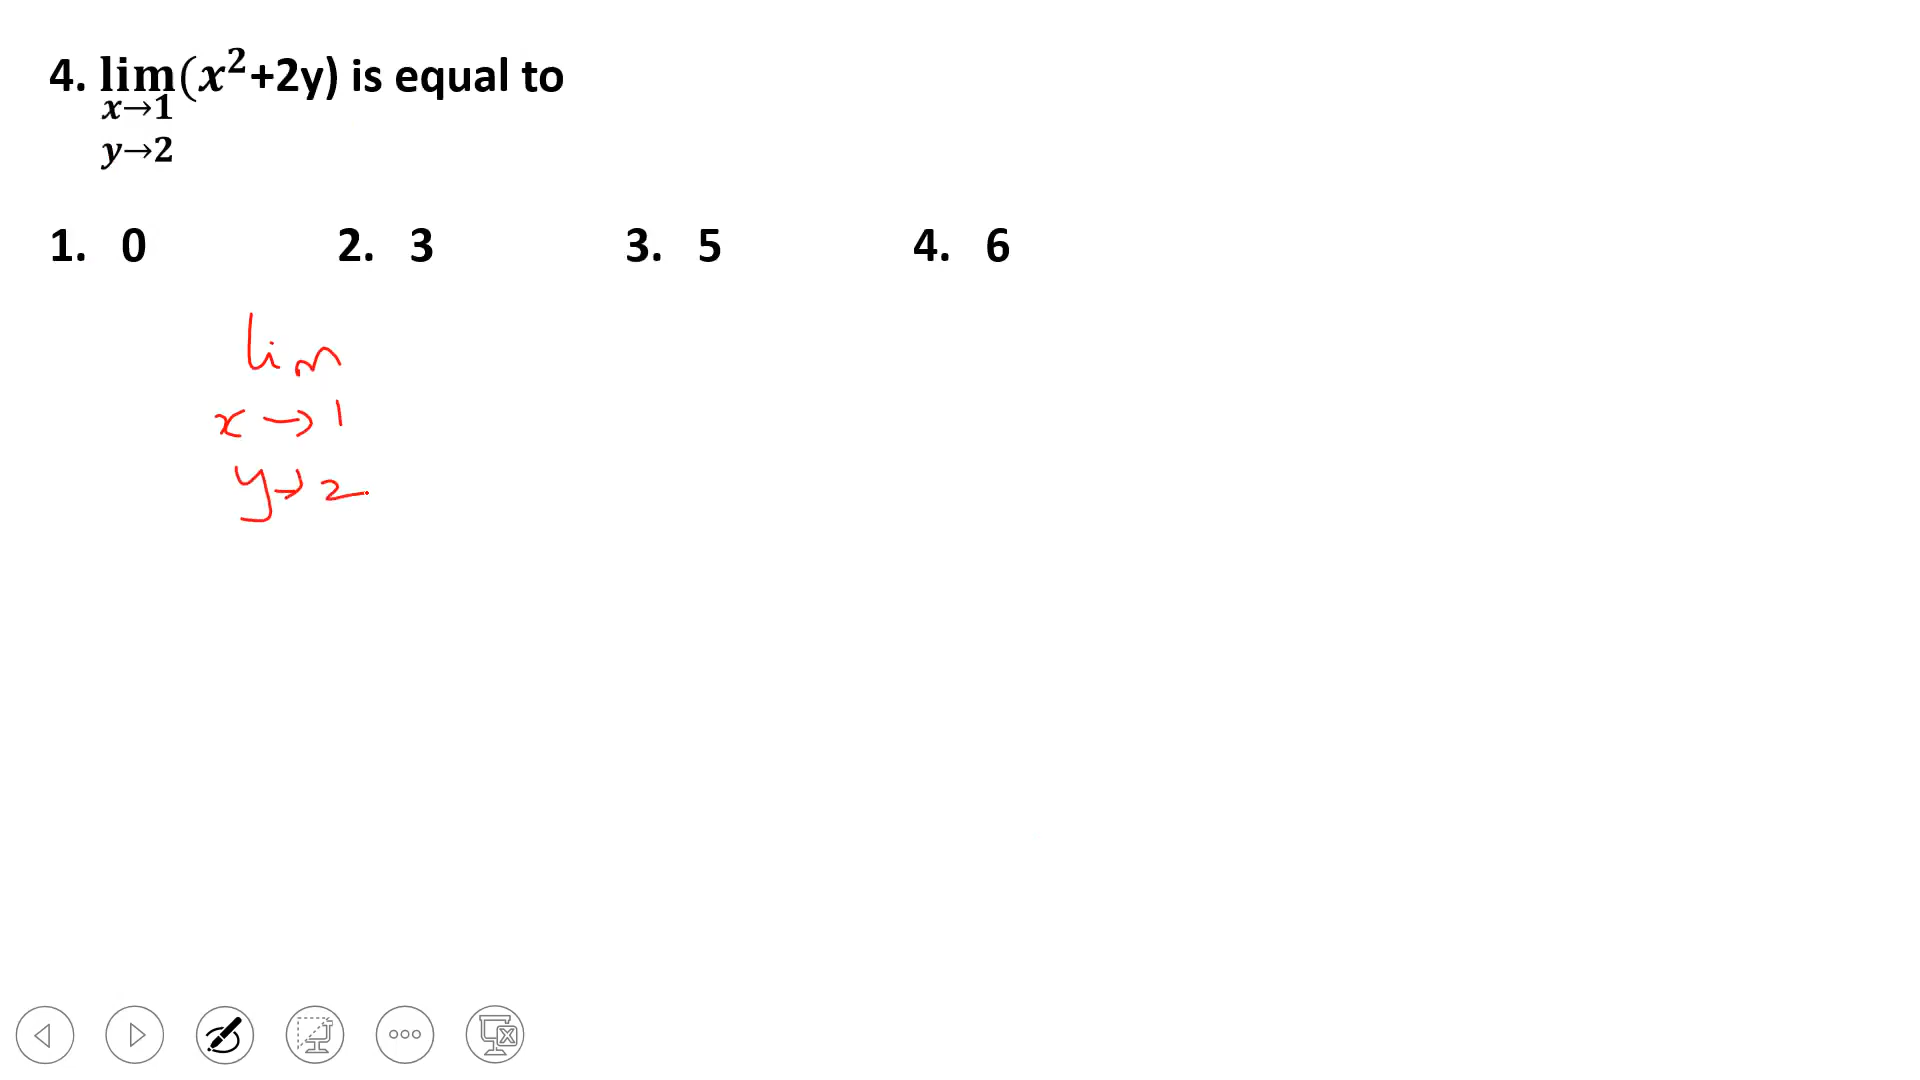 4. lim(x²+2y) is equal to
x→1
y→2
1. 0 2. 3 3. 5 4. 6
lim
x → 1
y → 2